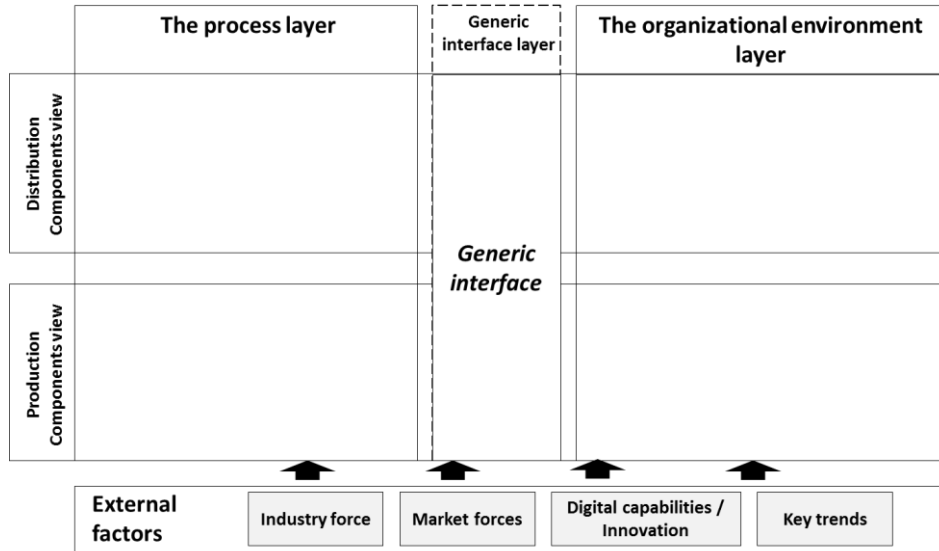 The process layer
Generic
interface layer
The organizational environment
layer
Distribution
Components view
Generic
interface
Production
Components view
External
factors
Industry force
Market forces
Digital capabilities /
Innovation
Key trends